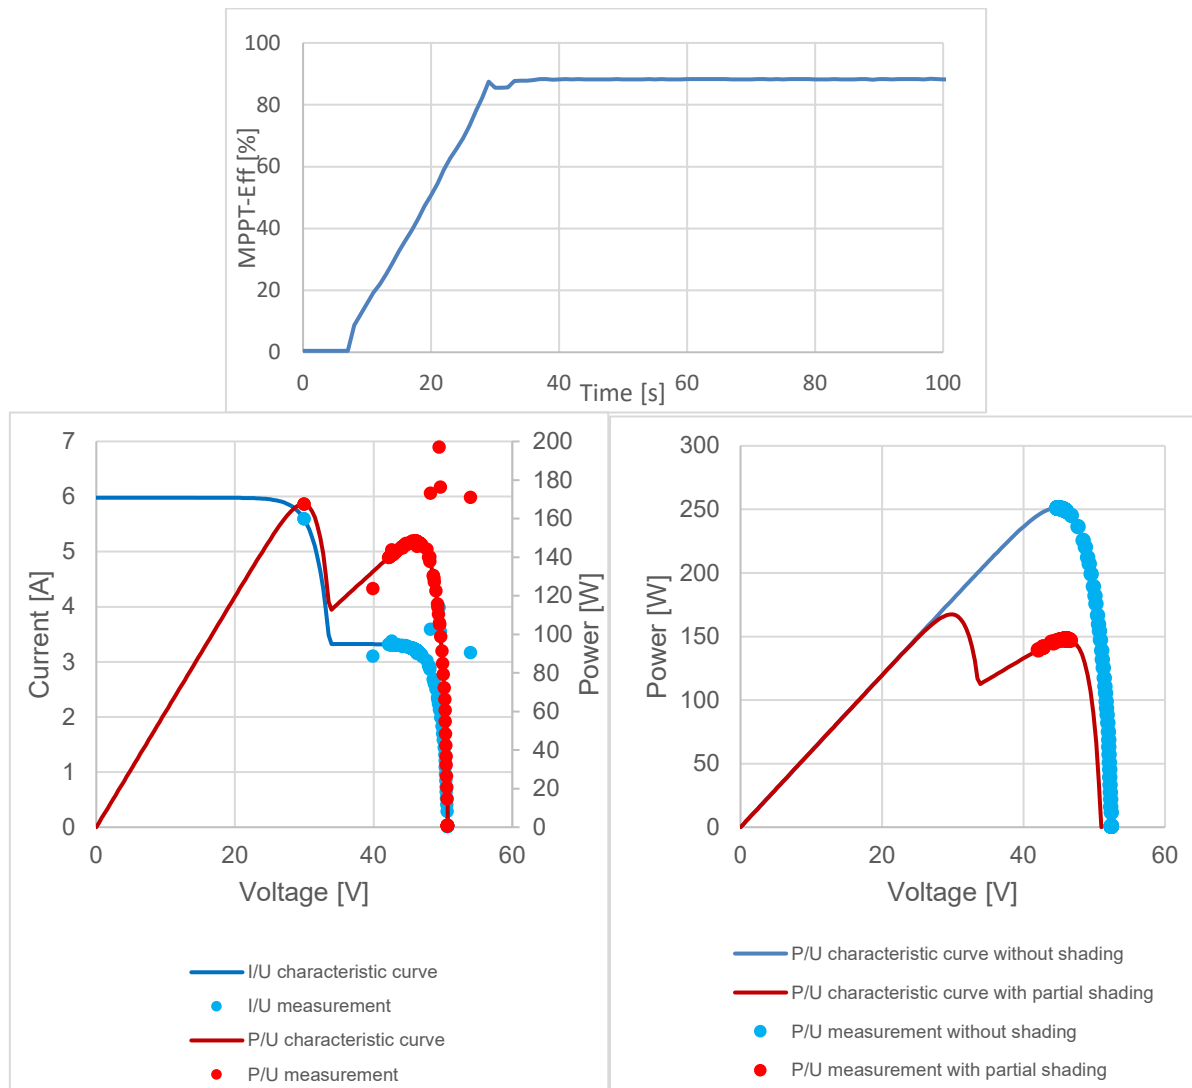 100
80
60
40
20
0
MPPT-Eff [%]
0 20 40 60 80 100
Time [s]
7
6
5
4
3
2
1
0
Current [A]
200
180
160
140
120
100
80
60
40
20
0
Power [W]
0 20 40 60
Voltage [V]
I/U characteristic curve
I/U measurement
P/U characteristic curve
P/U measurement
300
250
200
150
100
50
0
Power [W]
0 20 40 60
Voltage [V]
P/U characteristic curve without shading
P/U characteristic curve with partial shading
P/U measurement without shading
P/U measurement with partial shading